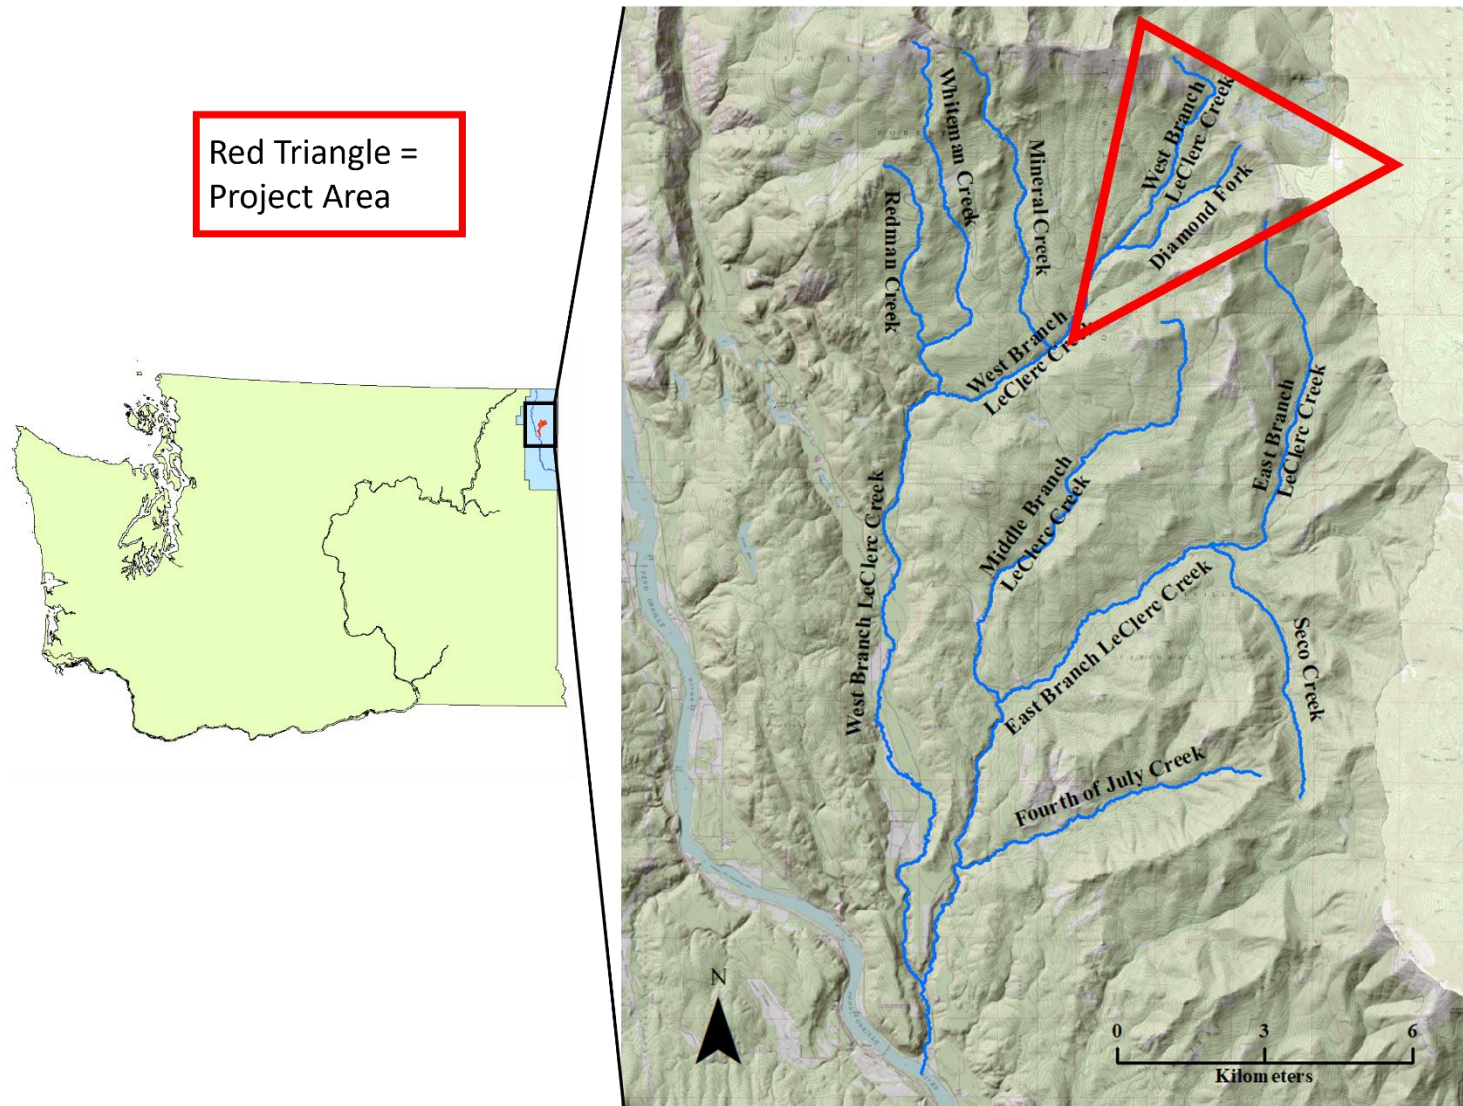 Red Triangle =
Project Area
Whiteman Creek
Mineral Creek
Redman Creek
West Branch
LeClerc Creek
Diamond Fork
West Branch
LeClerc Creek
East Branch
LeClerc Creek
Middle Branch
LeClerc Creek
West Branch LeClerc Creek
East Branch LeClerc Creek
Seco Creek
Fourth of July Creek
N
0 3 6
Kilometers